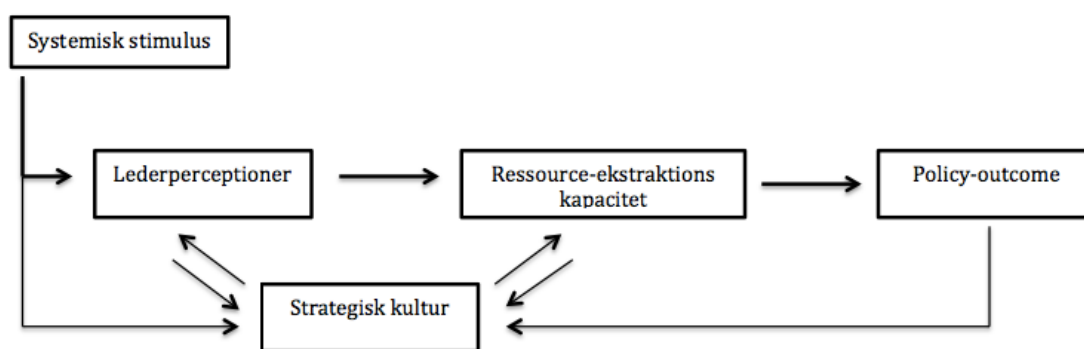 Systemisk stimulus
Lederperceptioner
Ressource-ekstraktions
kapacitet
Policy-outcome
Strategisk kultur